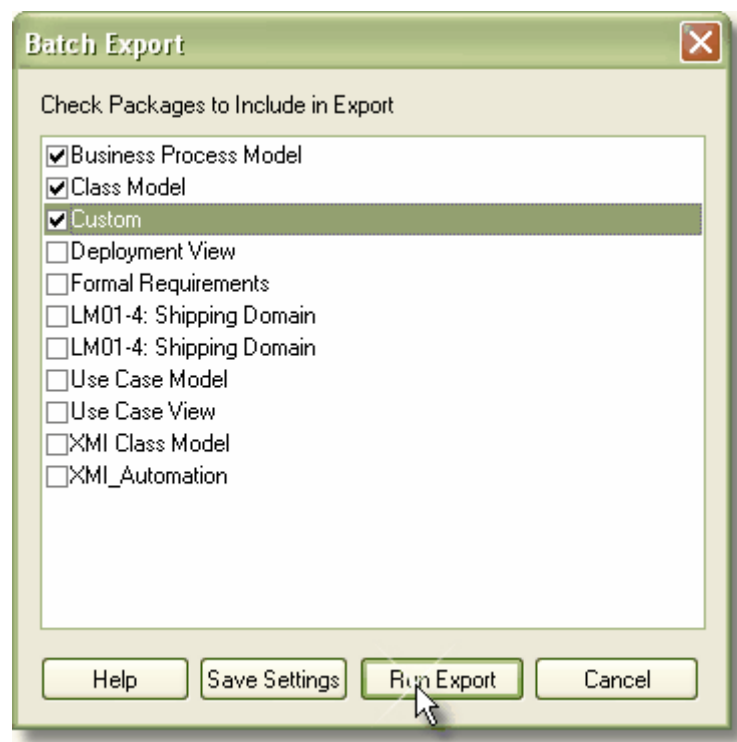 Batch Export
Check Packages to Include in Export
Business Process Model
Class Model
Custom
Deployment View
Formal Requirements
LM01-4: Shipping Domain
LM01-4: Shipping Domain
Use Case Model
Use Case View
XMI Class Model
XMI_Automation
Help Save Settings Run Export Cancel